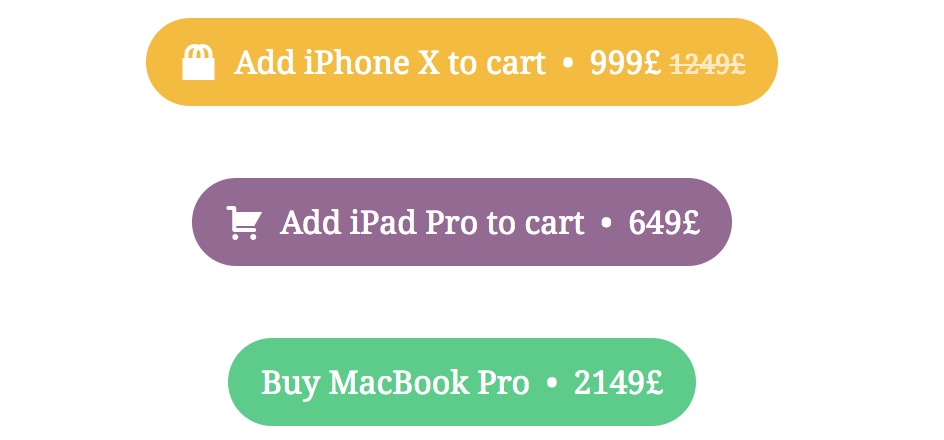 Add iPhone X to cart • 999£ 1249£
Add iPad Pro to cart • 649£
Buy MacBook Pro • 2149£